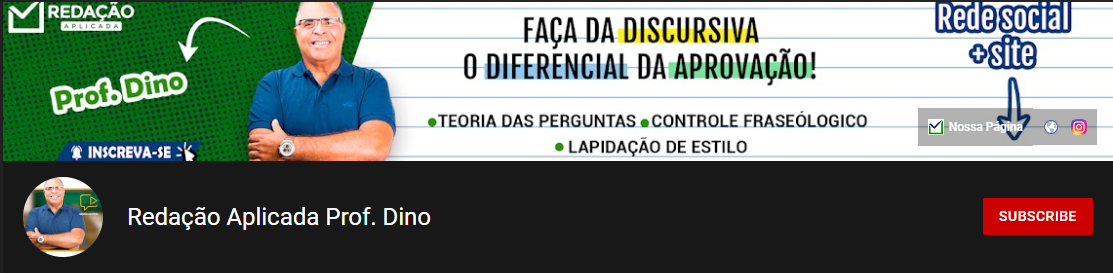 REDAÇÃO
APLICADA
Prof. Dino
INSCREVA-SE
FAÇA DA DISCURSIVA
O DIFERENCIAL DA APROVAÇÃO!
TEORIA DAS PERGUNTAS
CONTROLE FRASEÓLOGICO
LAPIDAÇÃO DE ESTILO
Rede social
+site
Nossa Página
Redação Aplicada Prof. Dino
SUBSCRIBE